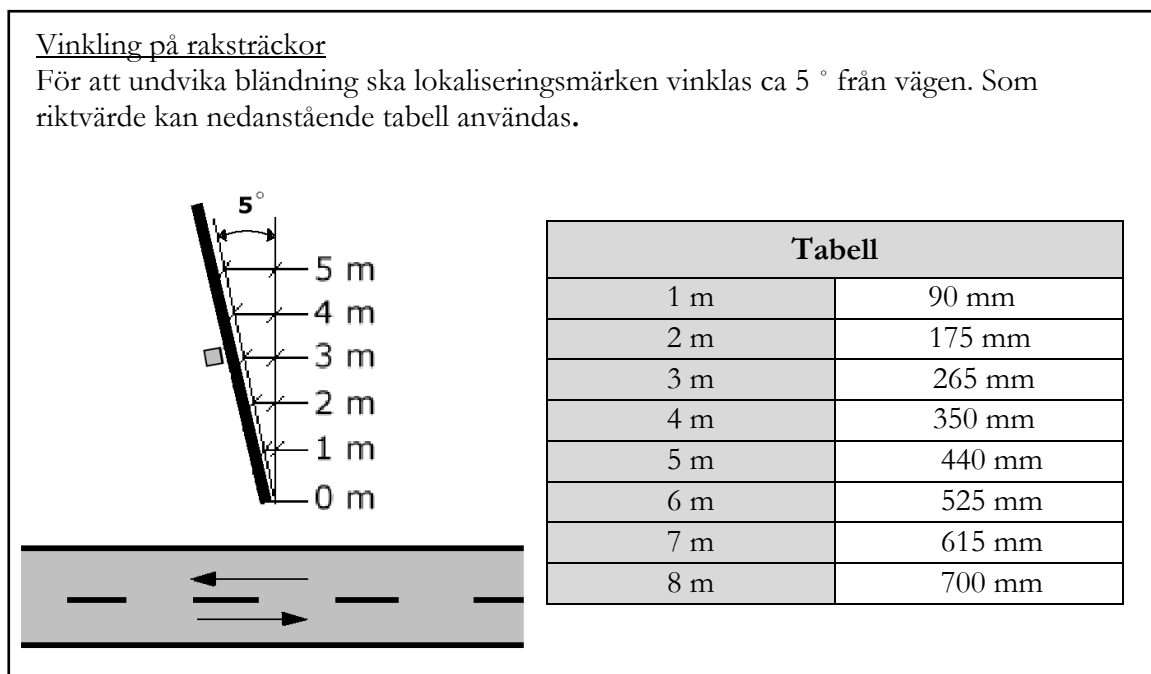 Vinkling på raksträckor
För att undvika bländning ska lokaliseringsmärken vinklas ca 5 ° från vägen. Som
riktvärde kan nedanstående tabell användas.
5°
5 m
4 m
3 m
2 m
1 m
0 m
Tabell
1 m 90 mm
2 m 175 mm
3 m 265 mm
4 m 350 mm
5 m 440 mm
6 m 525 mm
7 m 615 mm
8 m 700 mm